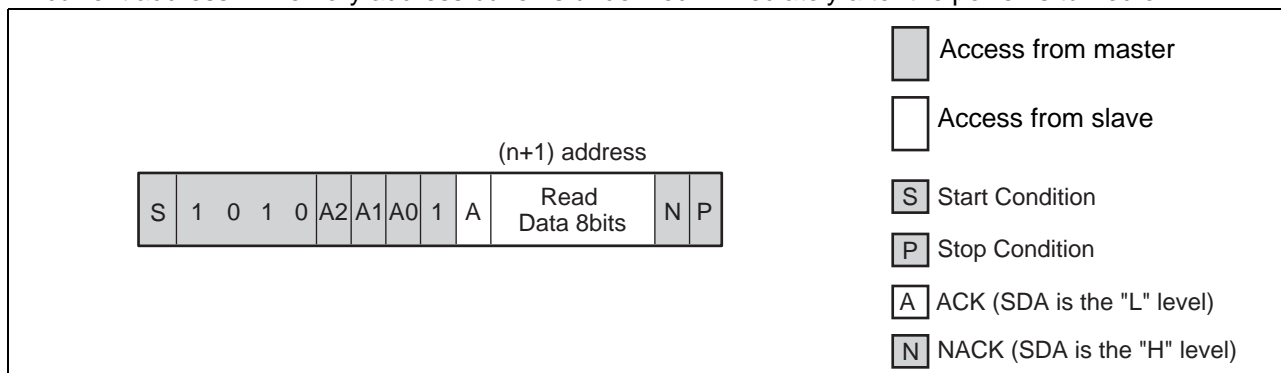 Access from master
Access from slave
(n+1) address
S 1 0 1 0 A2 A1 A0 1 A Read Data 8bits N P
S Start Condition
P Stop Condition
A ACK (SDA is the "L" level)
N NACK (SDA is the "H" level)